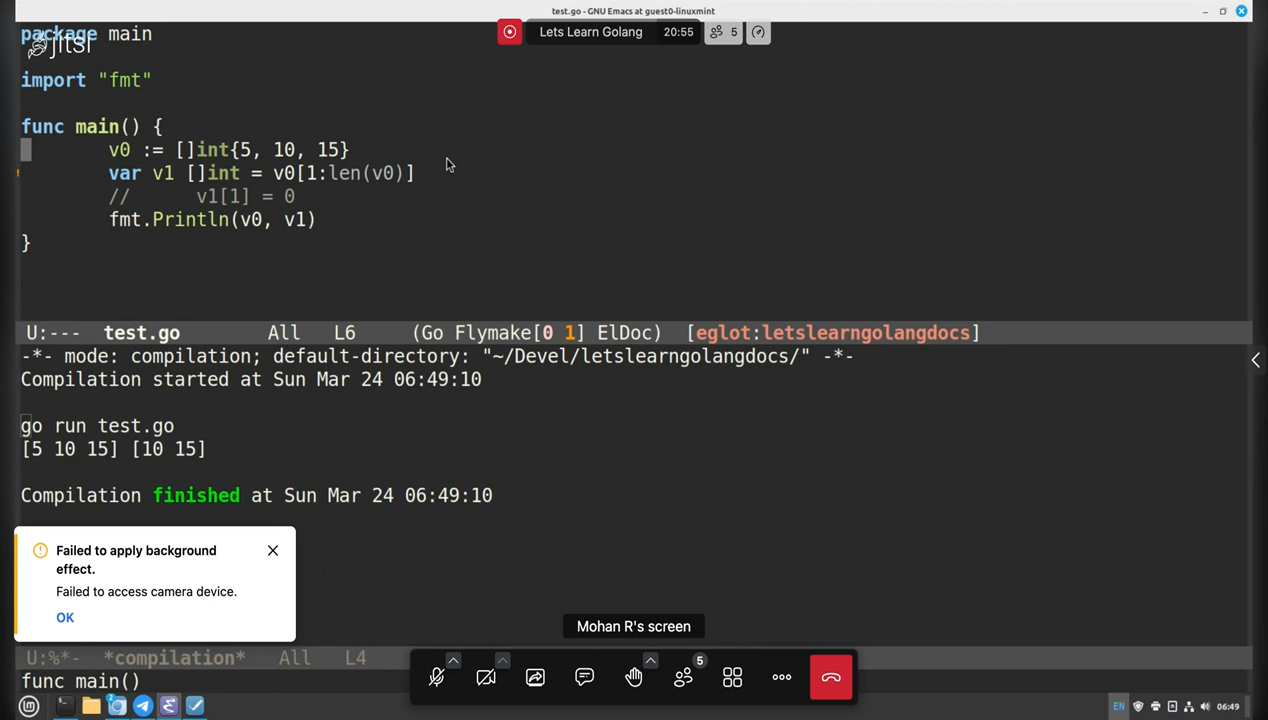 test.go - GNU Emacs at guest0-linuxmint
package main
jitsi
Lets Learn Golang 20:55 5
import "fmt"
func main() {
v0 := []int{5, 10, 15}
var v1 []int = v0[1:len(v0)]
// v1[1] = 0
fmt.Println(v0, v1)
}
U:--- test.go All L6 (Go Flymake[0 1] ElDoc) [eglot:letslearngolangdocs]
-*- mode: compilation; default-directory: "~/Devel/letslearngolangdocs/" -*-
Compilation started at Sun Mar 24 06:49:10
go run test.go
[5 10 15] [10 15]
Compilation finished at Sun Mar 24 06:49:10
Failed to apply background
effect.
Failed to access camera device.
OK
Mohan R's screen
U:%*- *compilation* All L4
5
func main()
EN 06:49